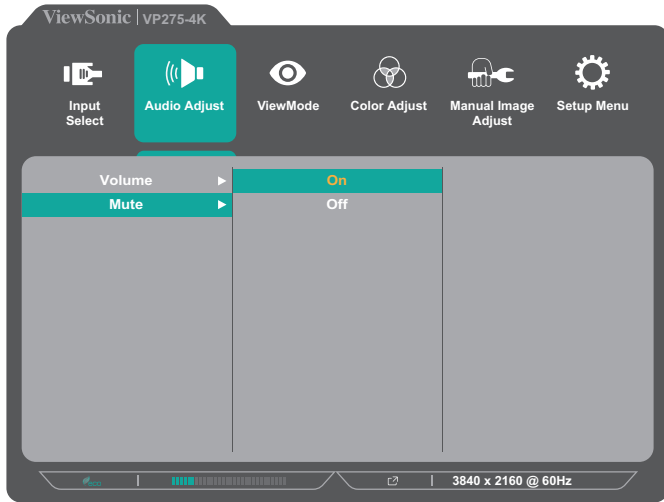 ViewSonic | VP275-4K
Input Select
Audio Adjust
ViewMode
Color Adjust
Manual Image Adjust
Setup Menu
Volume
On
Mute
Off
eco
3840 x 2160 @ 60Hz